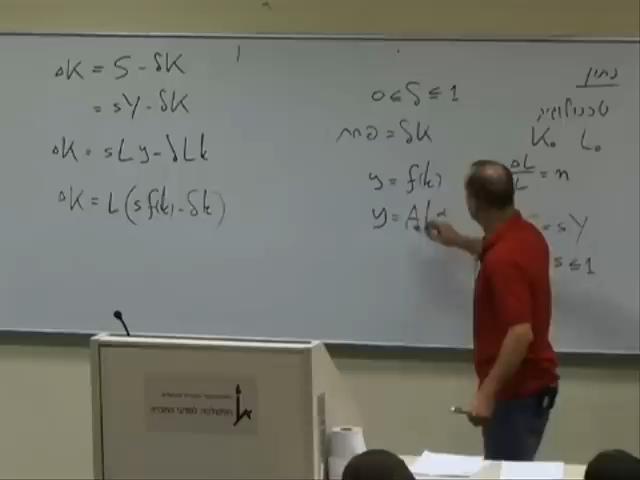 נתון
טכנולוגיה
K₀ L₀
ΔL/L = n
= sY
s ≤ 1
0 ≤ δ ≤ 1
פחת = δK
y = f(k)
y = A k^α
ΔK = S - δK
= sY - δK
ΔK = sLy - δLk
ΔK = L(sf(k) - δk)